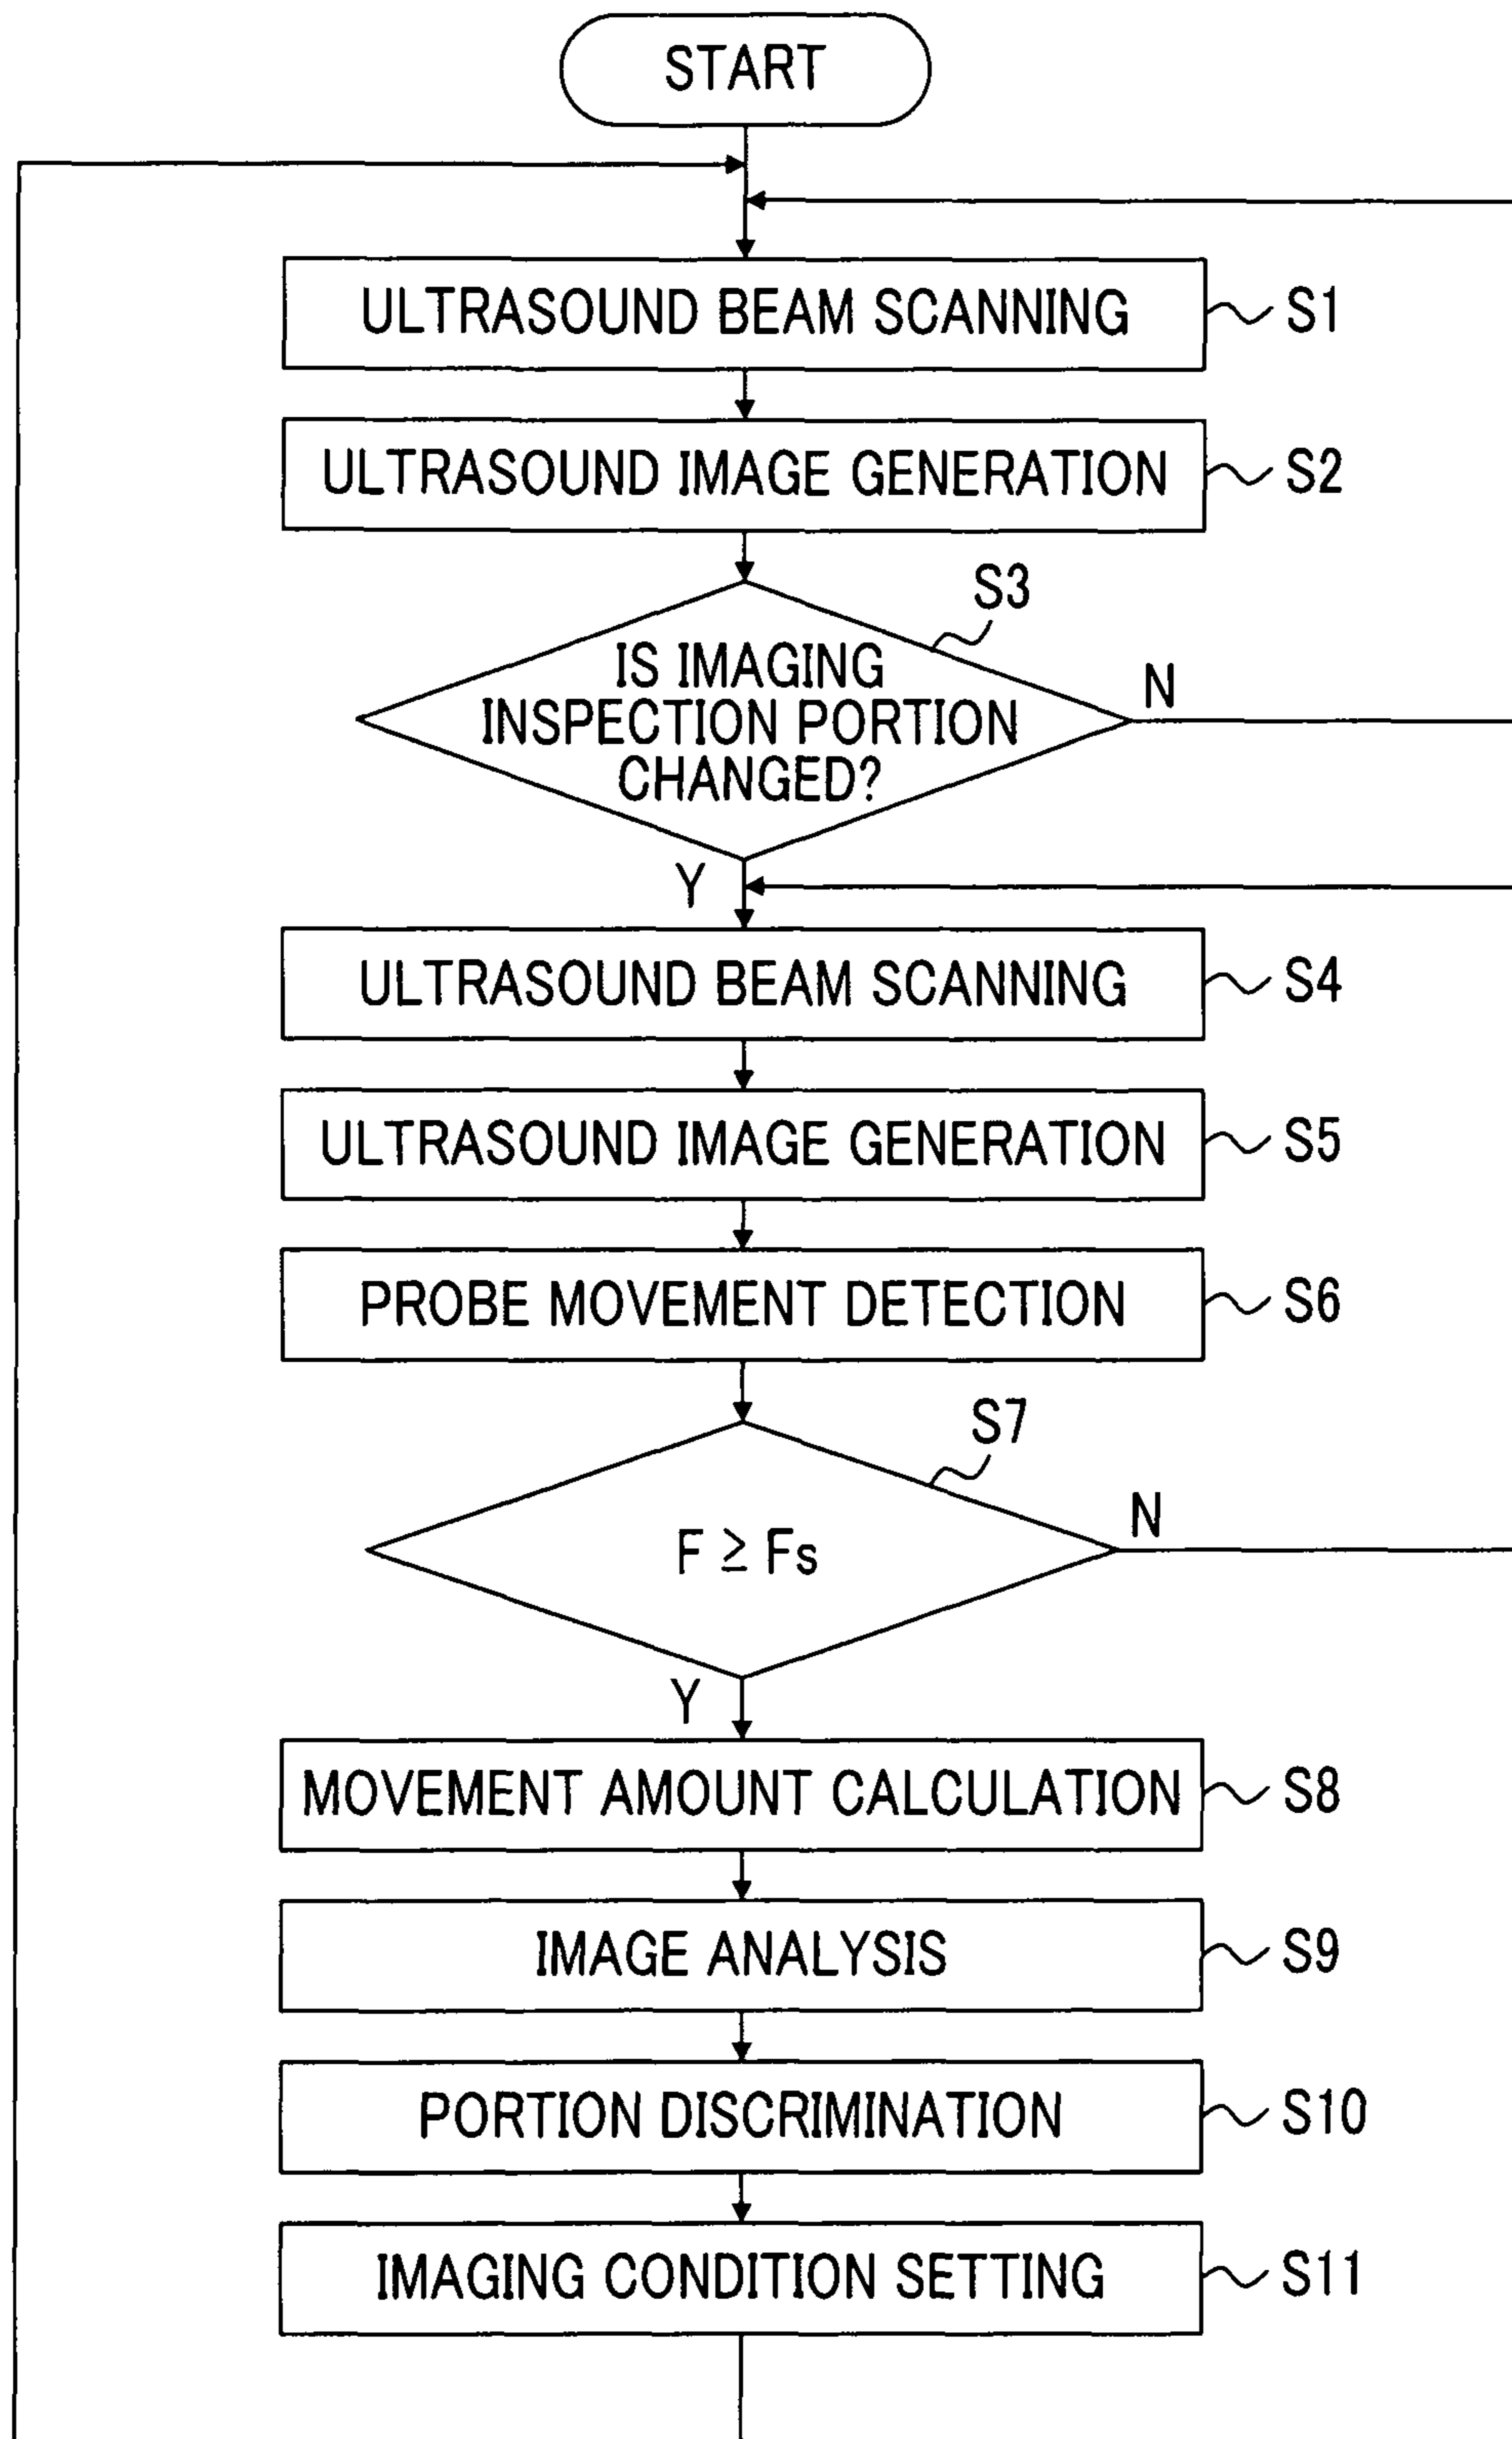 START
ULTRASOUND BEAM SCANNING
S1
ULTRASOUND IMAGE GENERATION
S2
S3
IS IMAGING
INSPECTION PORTION
CHANGED?
N
Y
ULTRASOUND BEAM SCANNING
S4
ULTRASOUND IMAGE GENERATION
S5
PROBE MOVEMENT DETECTION
S6
S7
F ≥ Fs
N
Y
MOVEMENT AMOUNT CALCULATION
S8
IMAGE ANALYSIS
S9
PORTION DISCRIMINATION
S10
IMAGING CONDITION SETTING
S11